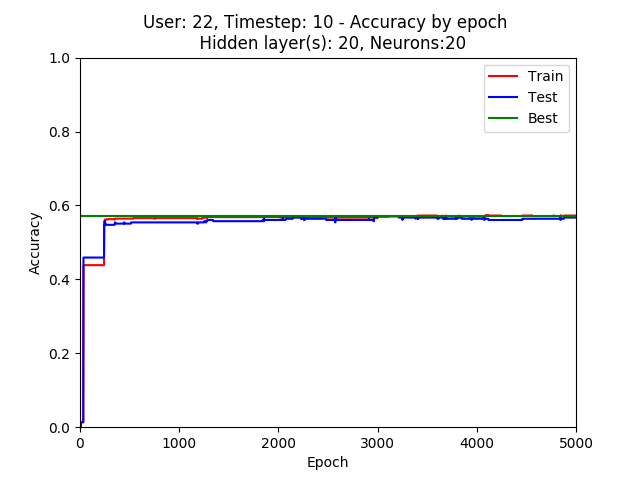 User: 22, Timestep: 10 - Accuracy by epoch
Hidden layer(s): 20, Neurons:20
1.0
Train
Test
Best
0.8
0.6
Accuracy
0.4
0.2
0.0
0 1000 2000 3000 4000 5000
Epoch